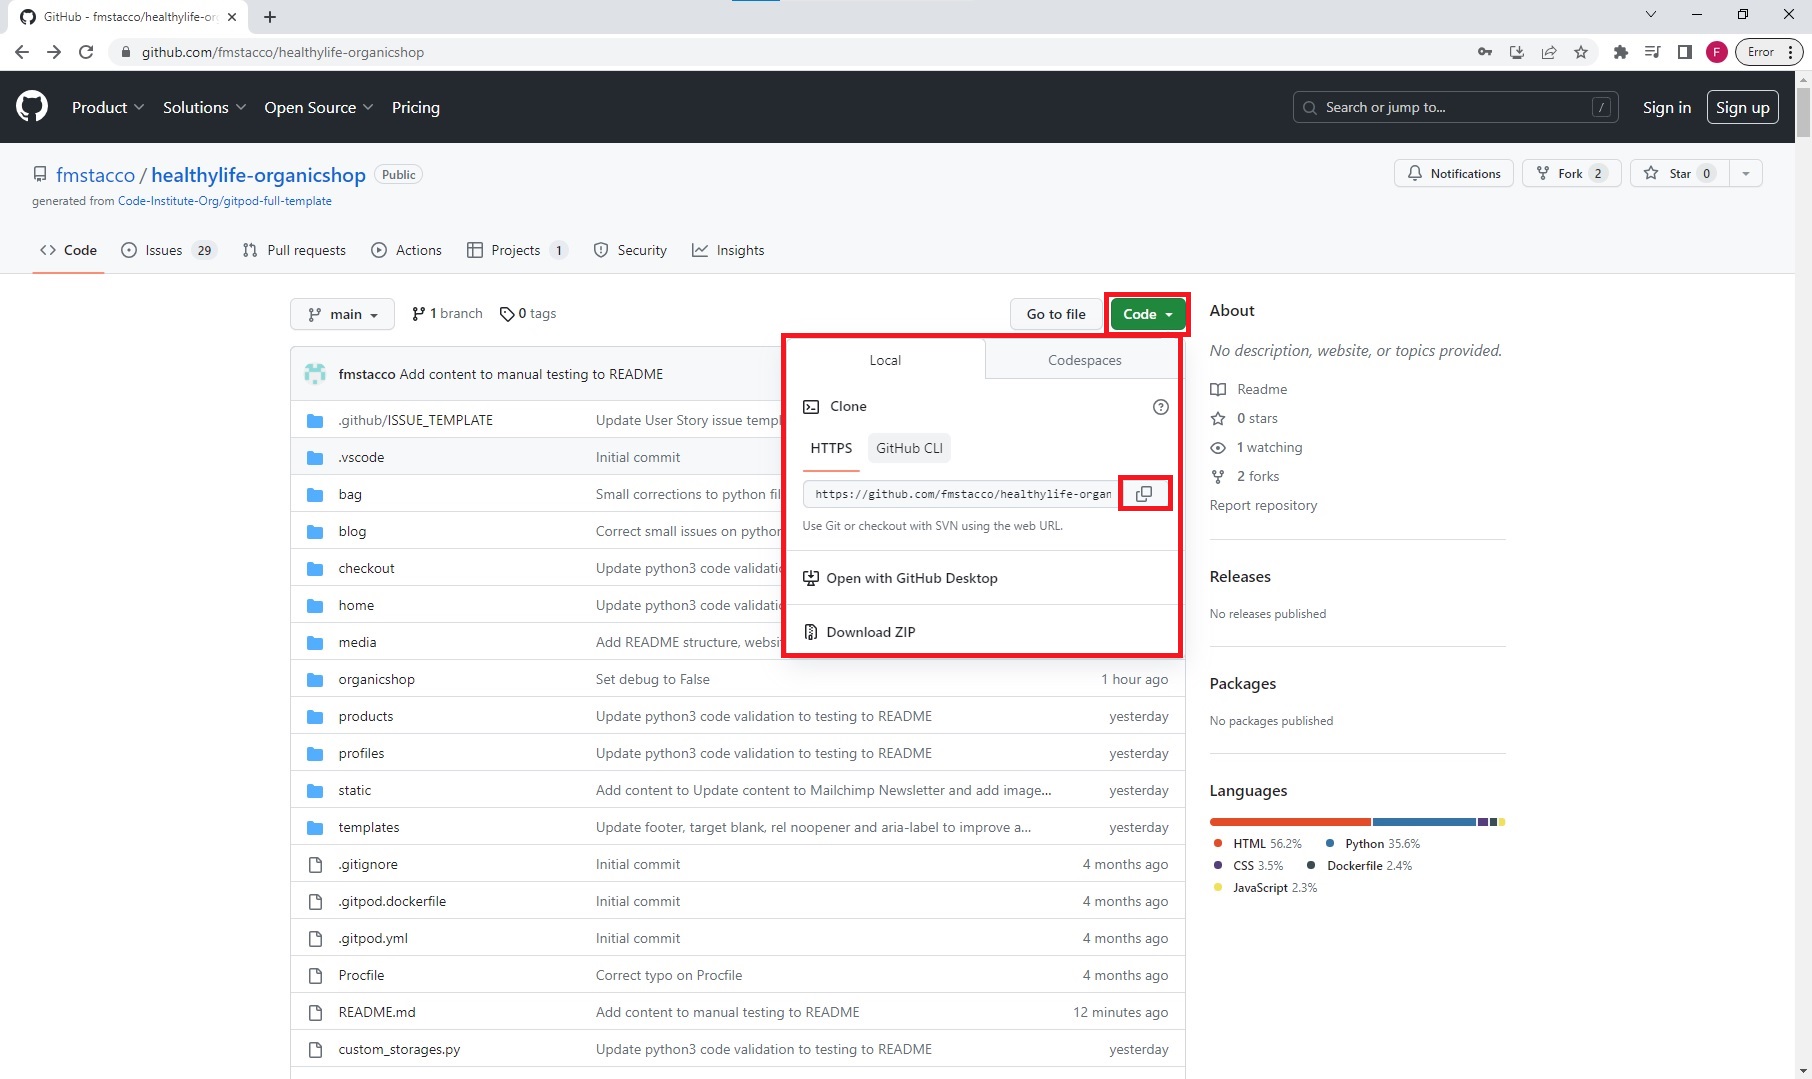 GitHub - fmstacco/healthylife-or
github.com/fmstacco/healthylife-organicshop
F
Error
Product
Solutions
Open Source
Pricing
Search or jump to...
/
Sign in
Sign up
fmstacco / healthylife-organicshop
Public
generated from Code-Institute-Org/gitpod-full-template
Notifications
Fork 2
Star 0
Code
Issues 29
Pull requests
Actions
Projects 1
Security
Insights
main
1 branch
0 tags
Go to file
Code
fmstacco Add content to manual testing to README
.github/ISSUE_TEMPLATE Update User Story issue templ
.vscode Initial commit
bag Small corrections to python fil
blog Correct small issues on python
checkout Update python3 code validatio
home Update python3 code validatio
media Add README structure, websi
organicshop Set debug to False 1 hour ago
products Update python3 code validation to testing to README yesterday
profiles Update python3 code validation to testing to README yesterday
static Add content to Update content to Mailchimp Newsletter and add image... yesterday
templates Update footer, target blank, rel noopener and aria-label to improve a... yesterday
.gitignore Initial commit 4 months ago
.gitpod.dockerfile Initial commit 4 months ago
.gitpod.yml Initial commit 4 months ago
Procfile Correct typo on Procfile 4 months ago
README.md Add content to manual testing to README 12 minutes ago
custom_storages.py Update python3 code validation to testing to README yesterday
Local
Codespaces
Clone
HTTPS
GitHub CLI
https://github.com/fmstacco/healthylife-organ
Use Git or checkout with SVN using the web URL.
Open with GitHub Desktop
Download ZIP
About
No description, website, or topics provided.
Readme
0 stars
1 watching
2 forks
Report repository
Releases
No releases published
Packages
No packages published
Languages
HTML 56.2%
Python 35.6%
CSS 3.5%
Dockerfile 2.4%
JavaScript 2.3%